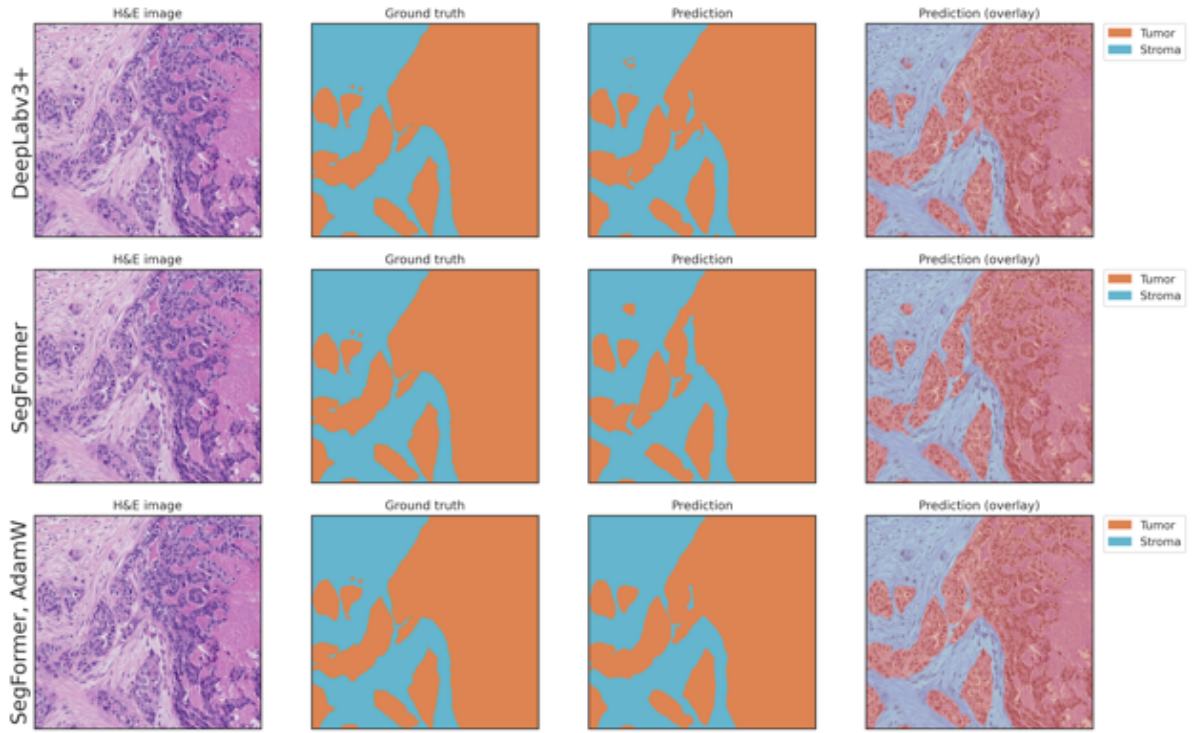 H&E image Ground truth Prediction Prediction (overlay)
DeepLabv3+
Tumor
Stroma
H&E image Ground truth Prediction Prediction (overlay)
SegFormer
Tumor
Stroma
H&E image Ground truth Prediction Prediction (overlay)
SegFormer, AdamW
Tumor
Stroma